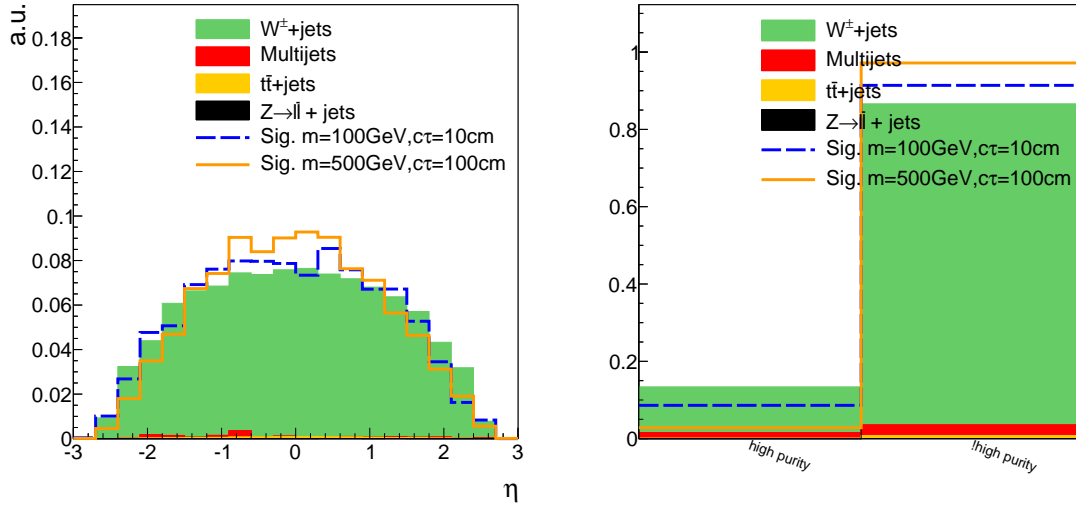 a.u.
0.18
0.16
0.14
0.12
0.1
0.08
0.06
0.04
0.02
0
-3 -2 -1 0 1 2 3
η
W±+jets
Multijets
tt̄+jets
Z→ll̄ + jets
Sig. m=100GeV,cτ=10cm
Sig. m=500GeV,cτ=100cm
1
0.8
0.6
0.4
0.2
0
high purity
!high purity
W±+jets
Multijets
tt̄+jets
Z→ll̄ + jets
Sig. m=100GeV,cτ=10cm
Sig. m=500GeV,cτ=100cm